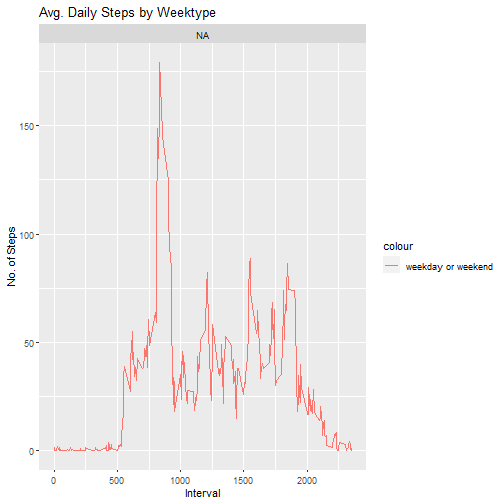 Avg. Daily Steps by Weektype
NA
150
100
50
0
No. of Steps
0 500 1000 1500 2000
Interval
colour
weekday or weekend